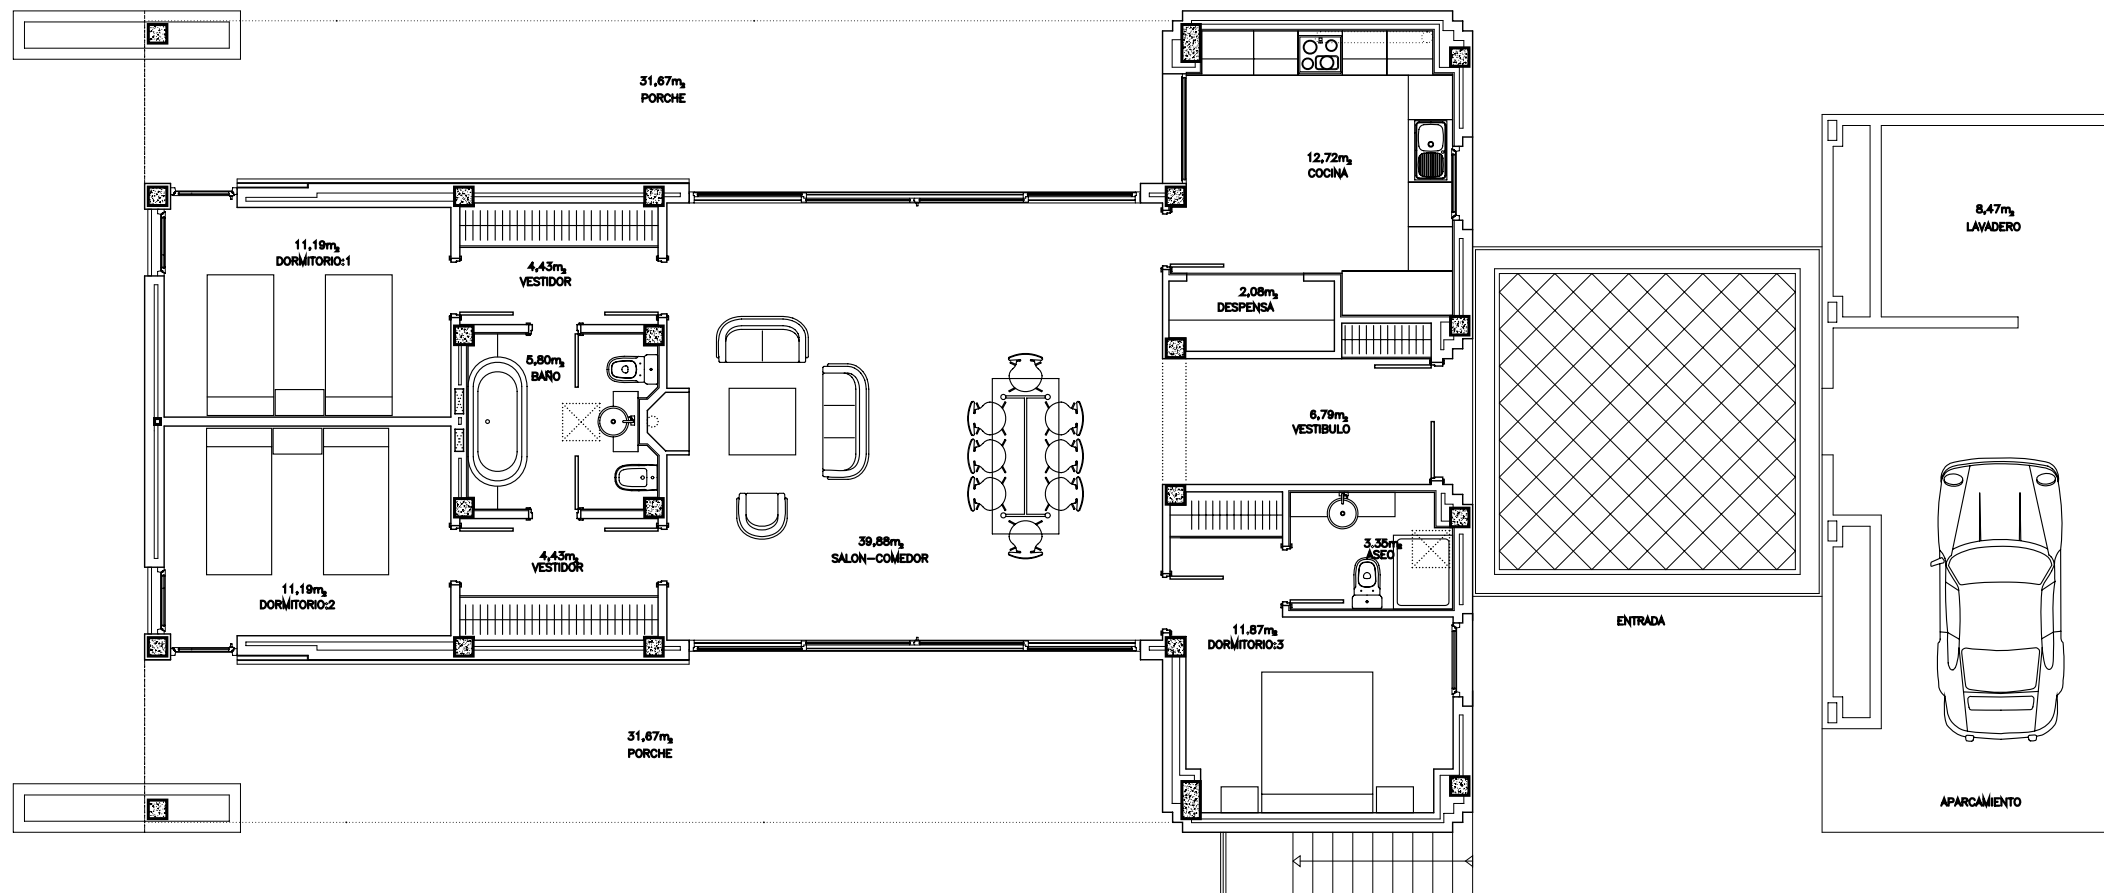 31,67m2
PORCHE
12,72m2
COCINA
8,47m2
LAVADERO
11,19m2
DORMITORIO:1
4,43m2
VESTIDOR
2,08m2
DESPENSA
5,80m2
BAÑO
6,79m2
VESTIBULO
39,88m2
SALON-COMEDOR
4,43m2
VESTIDOR
3.35m2
ASEO
11,19m2
DORMITORIO:2
11,87m2
DORMITORIO:3
ENTRADA
31,67m2
PORCHE
APARCAMIENTO